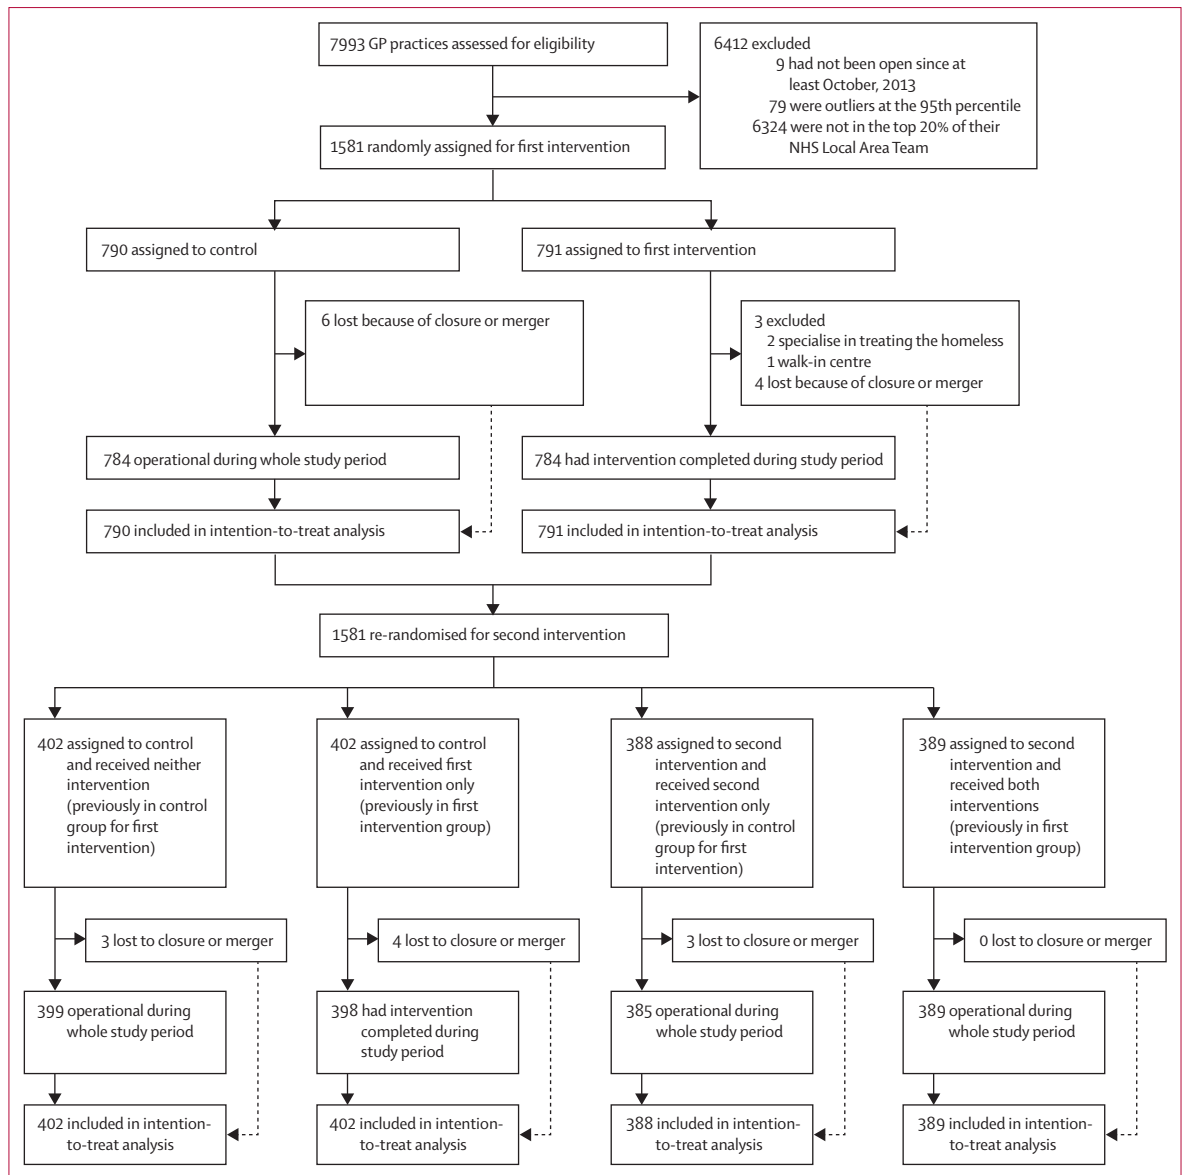 7993 GP practices assessed for eligibility
6412 excluded
9 had not been open since at
least October, 2013
79 were outliers at the 95th percentile
6324 were not in the top 20% of their
NHS Local Area Team
1581 randomly assigned for first intervention
790 assigned to control
791 assigned to first intervention
6 lost because of closure or merger
3 excluded
2 specialise in treating the homeless
1 walk-in centre
4 lost because of closure or merger
784 operational during whole study period
784 had intervention completed during study period
790 included in intention-to-treat analysis
791 included in intention-to-treat analysis
1581 re-randomised for second intervention
402 assigned to control
and received neither
intervention
(previously in control
group for first
intervention)
402 assigned to control
and received first
intervention only
(previously in first
intervention group)
388 assigned to second
intervention and
received second
intervention only
(previously in control
group for first
intervention)
389 assigned to second
intervention and
received both
interventions
(previously in first
intervention group)
3 lost to closure or merger
4 lost to closure or merger
3 lost to closure or merger
0 lost to closure or merger
399 operational during
whole study period
398 had intervention
completed during
study period
385 operational during
whole study period
389 operational during
whole study period
402 included in intention-
to-treat analysis
402 included in intention-
to-treat analysis
388 included in intention-
to-treat analysis
389 included in intention-
to-treat analysis